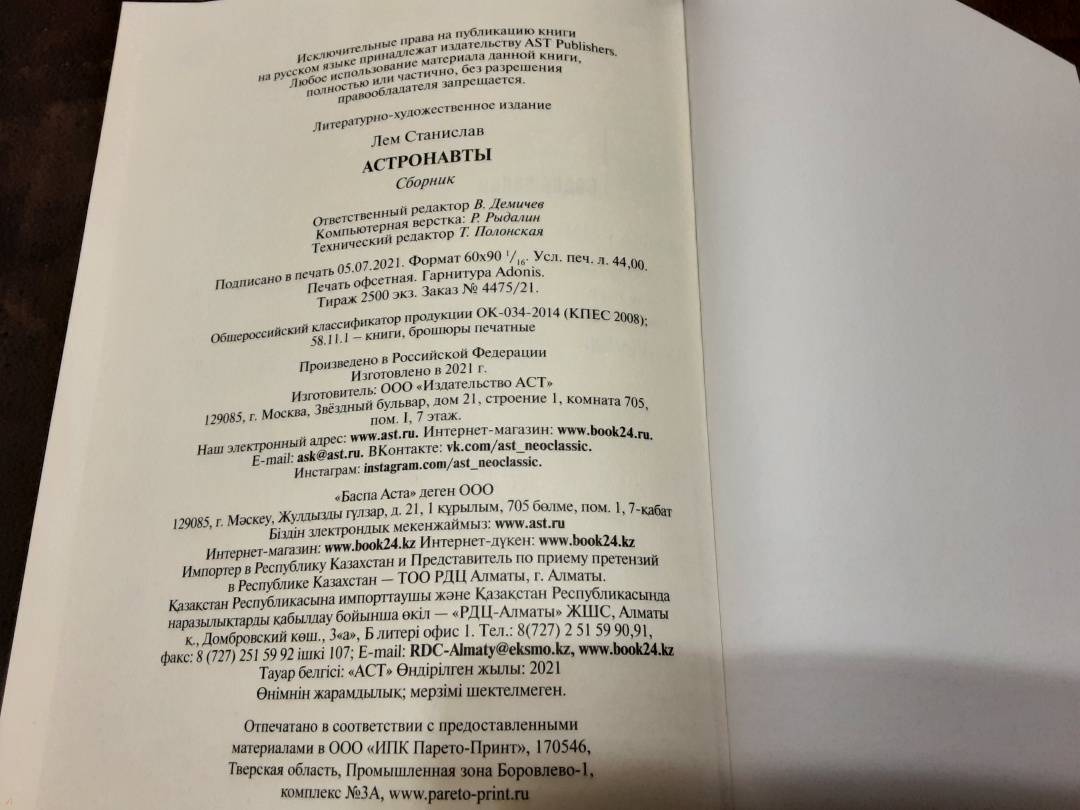 Исключительные права на публикацию книги
на русском языке принадлежат издательству AST Publishers.
Любое использование материала данной книги,
полностью или частично, без разрешения
правообладателя запрещается.
Литературно-художественное издание
Лем Станислав
АСТРОНАВТЫ
Сборник
Ответственный редактор В. Демичев
Компьютерная верстка: Р. Рыдалин
Технический редактор Т. Полонская
Подписано в печать 05.07.2021. Формат 60x90 1/16. Усл. печ. л. 44,00.
Печать офсетная. Гарнитура Adonis.
Тираж 2500 экз. Заказ № 4475/21.
Общероссийский классификатор продукции ОК-034-2014 (КПЕС 2008);
58.11.1 – книги, брошюры печатные
Произведено в Российской Федерации
Изготовлено в 2021 г.
Изготовитель: ООО «Издательство АСТ»
129085, г. Москва, Звёздный бульвар, дом 21, строение 1, комната 705,
пом. I, 7 этаж.
Наш электронный адрес: www.ast.ru. Интернет-магазин: www.book24.ru.
E-mail: ask@ast.ru. ВКонтакте: vk.com/ast_neoclassic.
Инстаграм: instagram.com/ast_neoclassic.
«Баспа Аста» деген ООО
129085, г. Мәскеу, Жулдызды гүлзар, д. 21, 1 құрылым, 705 бөлме, пом. 1, 7-қабат
Біздін злектрондык мекенжаймыз: www.ast.ru
Интернет-магазин: www.book24.kz Интернет-дүкен: www.book24.kz
Импортер в Республику Казахстан и Представитель по приему претензий
в Республике Казахстан — ТОО РДЦ Алматы, г. Алматы.
Қазақстан Республикасына импорттаушы және Қазақстан Республикасында
наразылықтарды қабылдау бойынша өкіл — «РДЦ-Алматы» ЖШС, Алматы
к., Домбровский көш., 3«а», Б литері офис 1. Тел.: 8(727) 2 51 59 90,91,
факс: 8 (727) 251 59 92 ішкі 107; E-mail: RDC-Almaty@eksmo.kz, www.book24.kz
Тауар белгісі: «АСТ» Өндірілген жылы: 2021
Өнімнін жарамдылық; мерзімі шектелмеген.
Отпечатано в соответствии с предоставленными
материалами в ООО «ИПК Парето-Принт», 170546,
Тверская область, Промышленная зона Боровлево-1,
комплекс №3А, www.pareto-print.ru